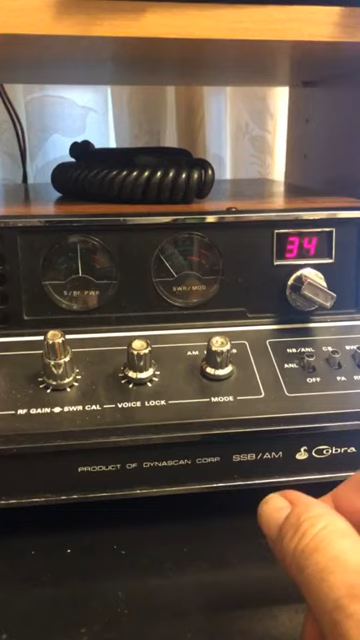 34
S/RF PWR
SWR/MOD
AM
NB/ANL
CB
SW
ANL
OFF
PA
RF GAIN
SWR CAL
VOICE LOCK
MODE
PRODUCT OF DYNASCAN CORP.
SSB/AM
Cobra